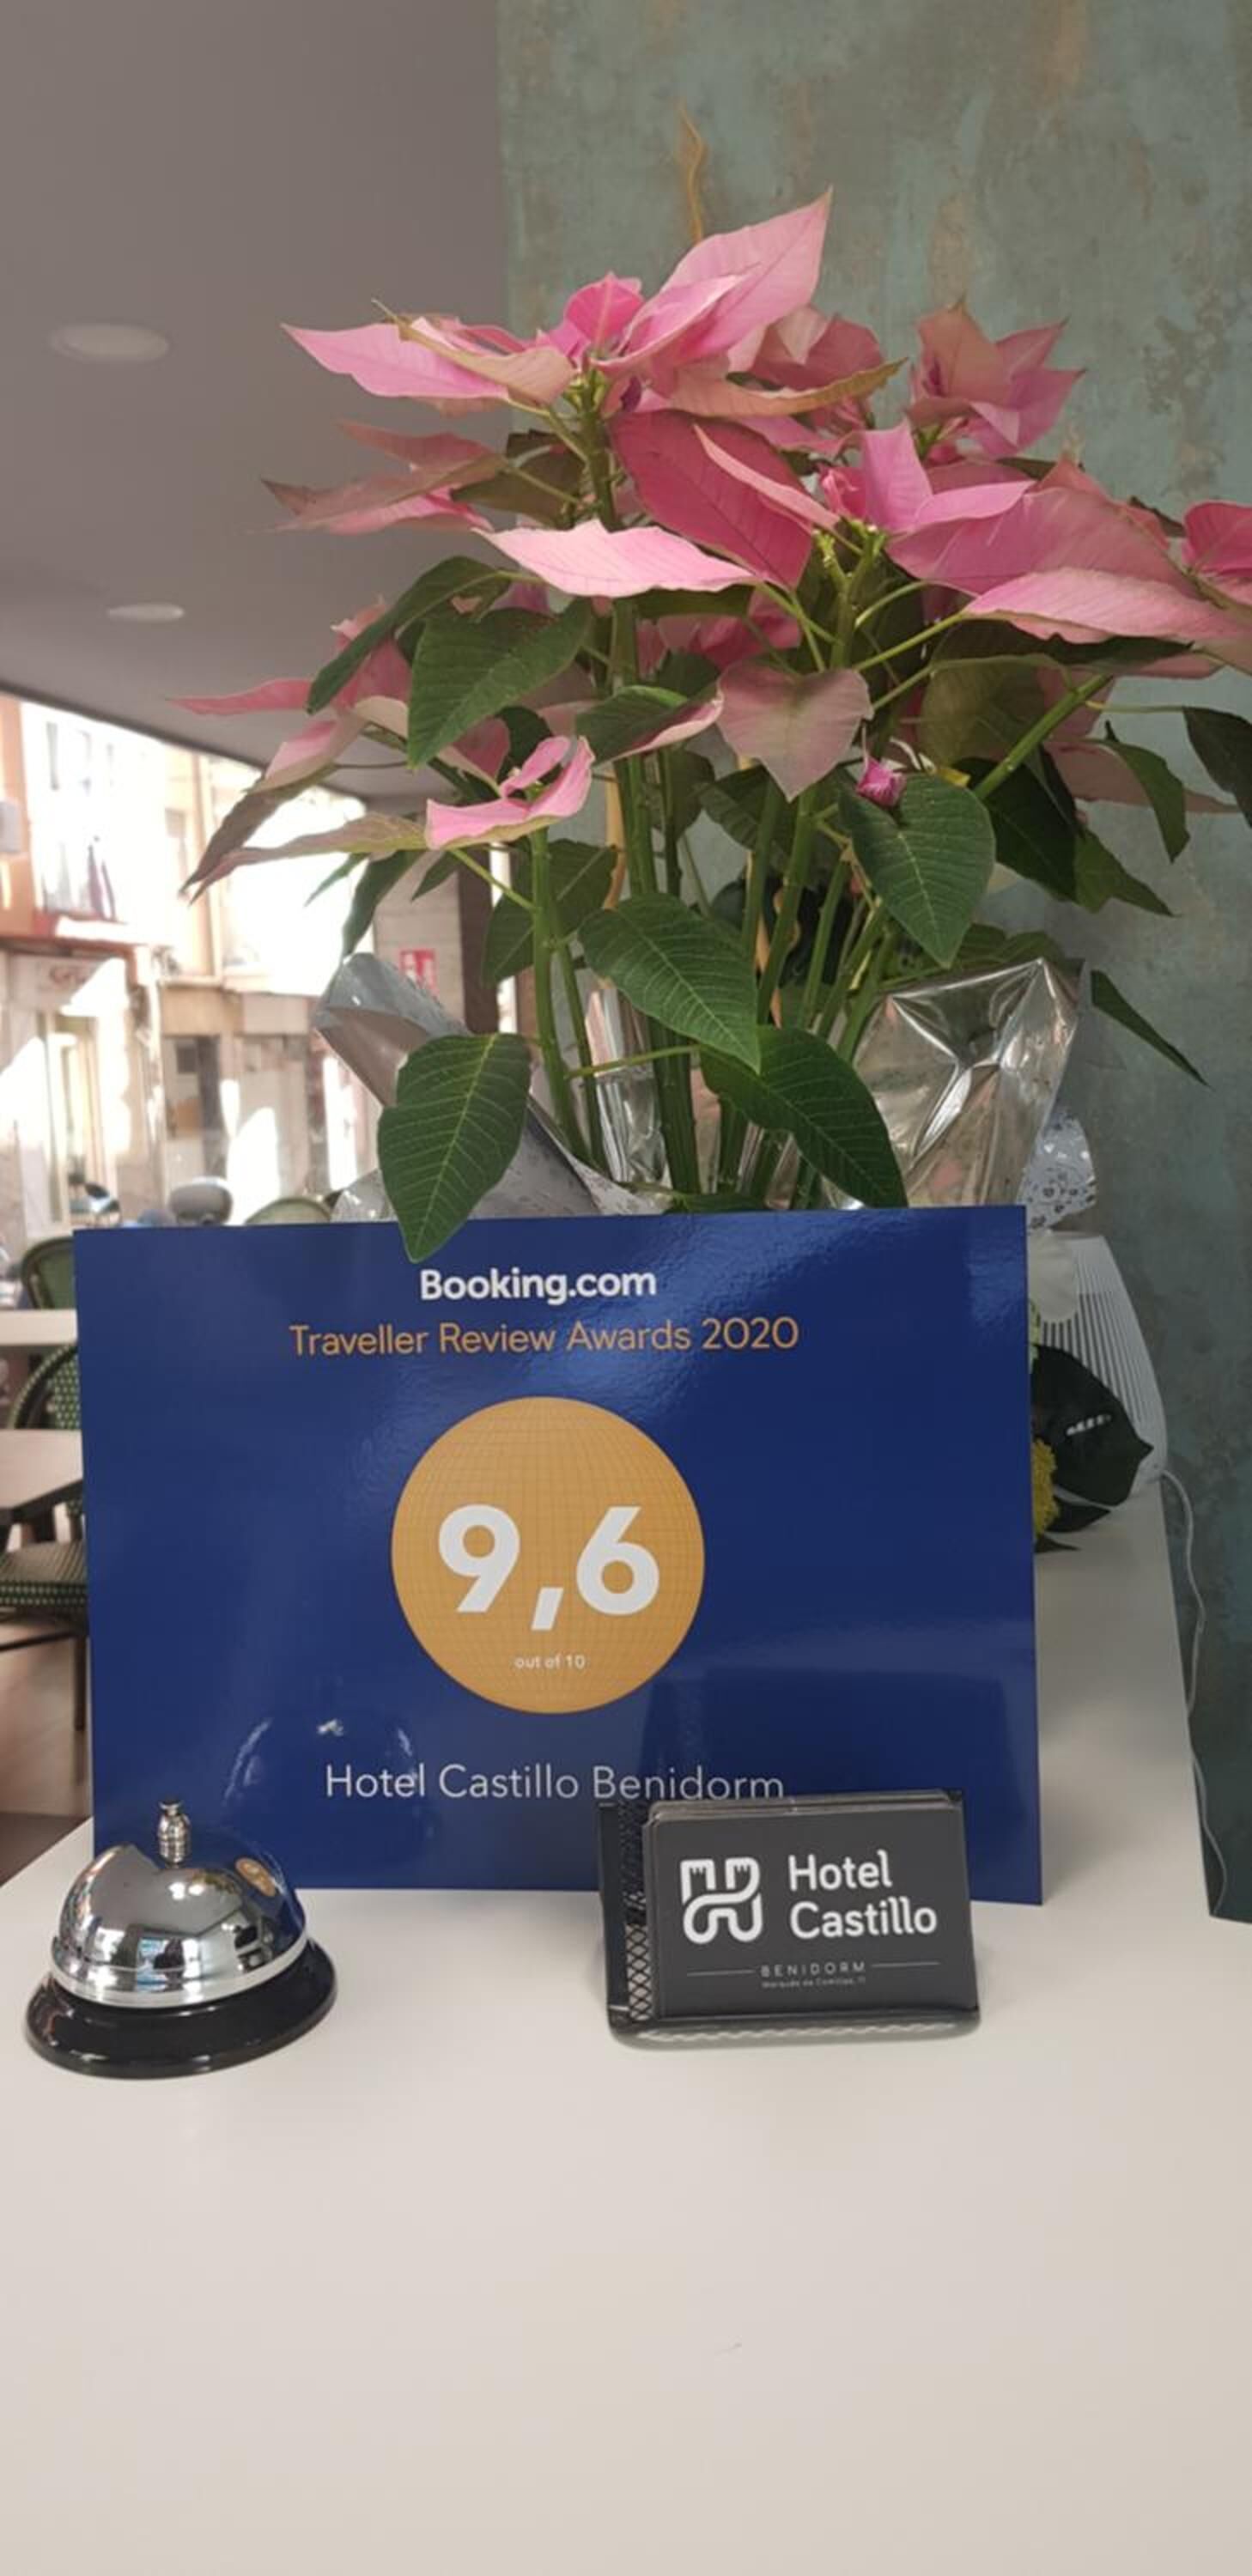 Booking.com
Traveller Review Awards 2020
9,6
out of 10
Hotel Castillo Benidorm
Hotel
Castillo
BENIDORM